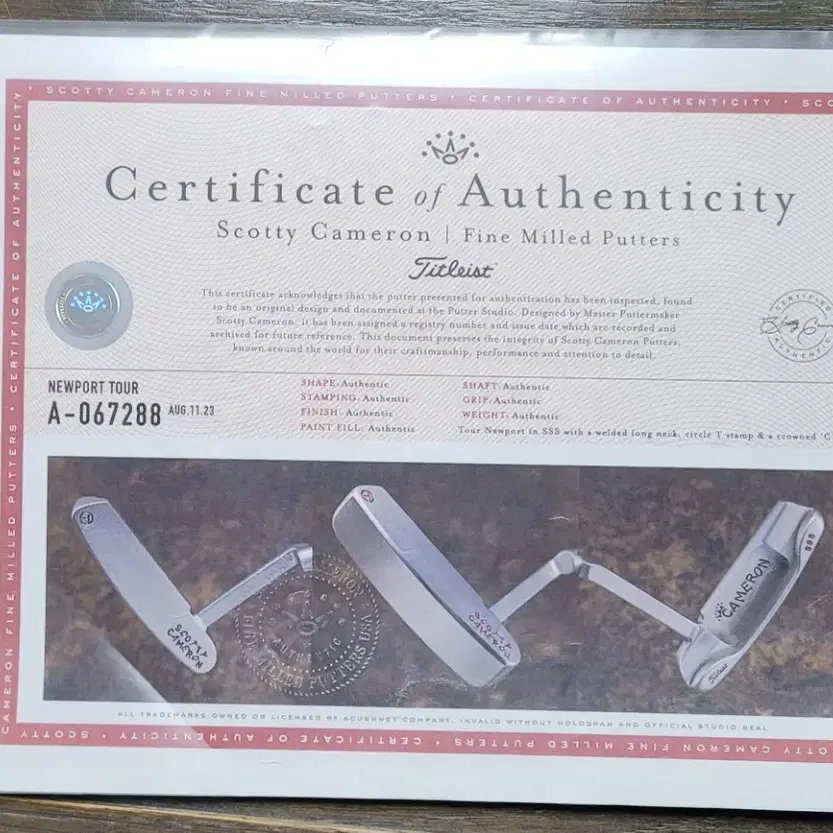 SCOTTY CAMERON FINE MILLED PUTTERS • CERTIFICATE OF AUTHENTICITY • SCO
Certificate of Authenticity
Scotty Cameron | Fine Milled Putters
Titleist
This certificate acknowledges that the putter presented for authentication has been inspected, found
to be an original design and documented at the Putter Studio. Designed by Master Puttermaker
Scotty Cameron, it has been assigned a registry number and issue date which are recorded and
archived for future reference. This document preserves the integrity of Scotty Cameron Putters,
known around the world for their craftsmanship, performance and attention to detail.
CERTIFIED
AUTHENTIC
NEWPORT TOUR
A-067288 AUG.11.23
SHAPE: Authentic
STAMPING: Authentic
FINISH: Authentic
PAINT FILL: Authentic
SHAFT: Authentic
GRIP: Authentic
WEIGHT: Authentic
Tour Newport in SSS with a welded long neck, circle T stamp & a crowned 'C
SCOTTY
CAMERON
SCOTTY
CAMERON
CAMERON
SSS
Titleist
AUTHENTIC
FINE MILLED PUTTERS USA
ALL TRADEMARKS OWNED OR LICENSED BY ACUSHNET COMPANY. INVALID WITHOUT HOLOGRAM AND OFFICIAL STUDIO SEAL
CAMERON FINE MILLED PUTTERS • CERTIFICATE OF AUTHENTICITY •
SCOTTY CAMERON FINE MILLED PUTTERS • CERTIFICATE OF AUTHENTICITY • SCOTTY